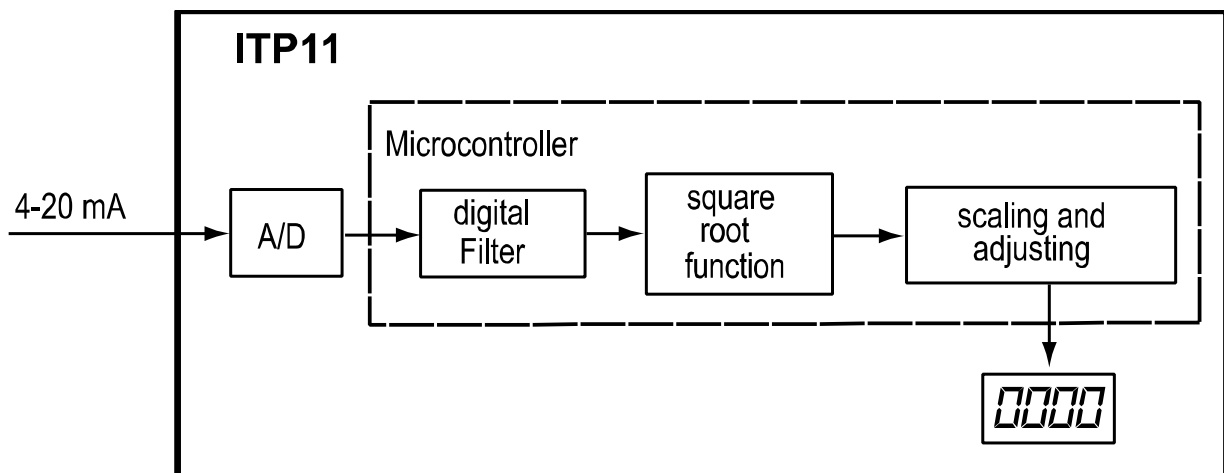 ITP11
Microcontroller
4-20 mA
A/D
digital
Filter
square
root
function
scaling and
adjusting
0000